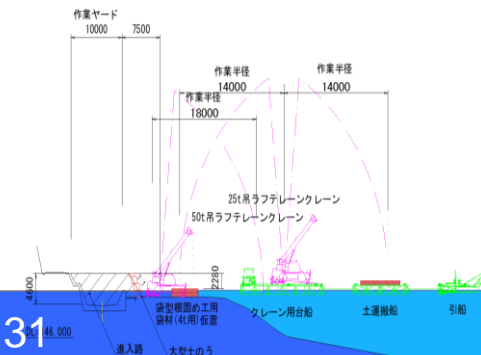 作業ヤード
10000 7500
作業半径 作業半径
14000 14000
作業半径
18000
25t吊ラフテレーンクレーン
50t吊ラフテレーンクレーン
4600
2280
袋型根固め工用
袋材(4t用)仮置
クレーン用台船
土運搬船
引船
46.000
進入路
大型土のう
31